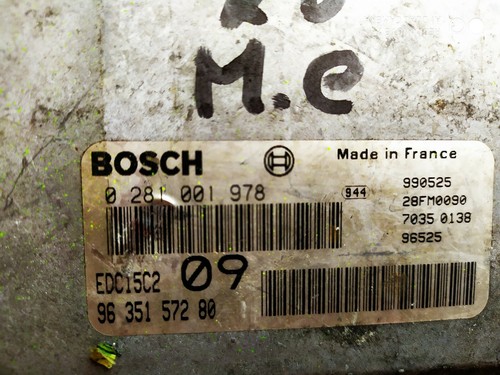 M.C
BOSCH
Made in France
0 281 001 978
944
990525
28FM0090
7035 0138
96525
EDC15C2 09
96 351 572 80